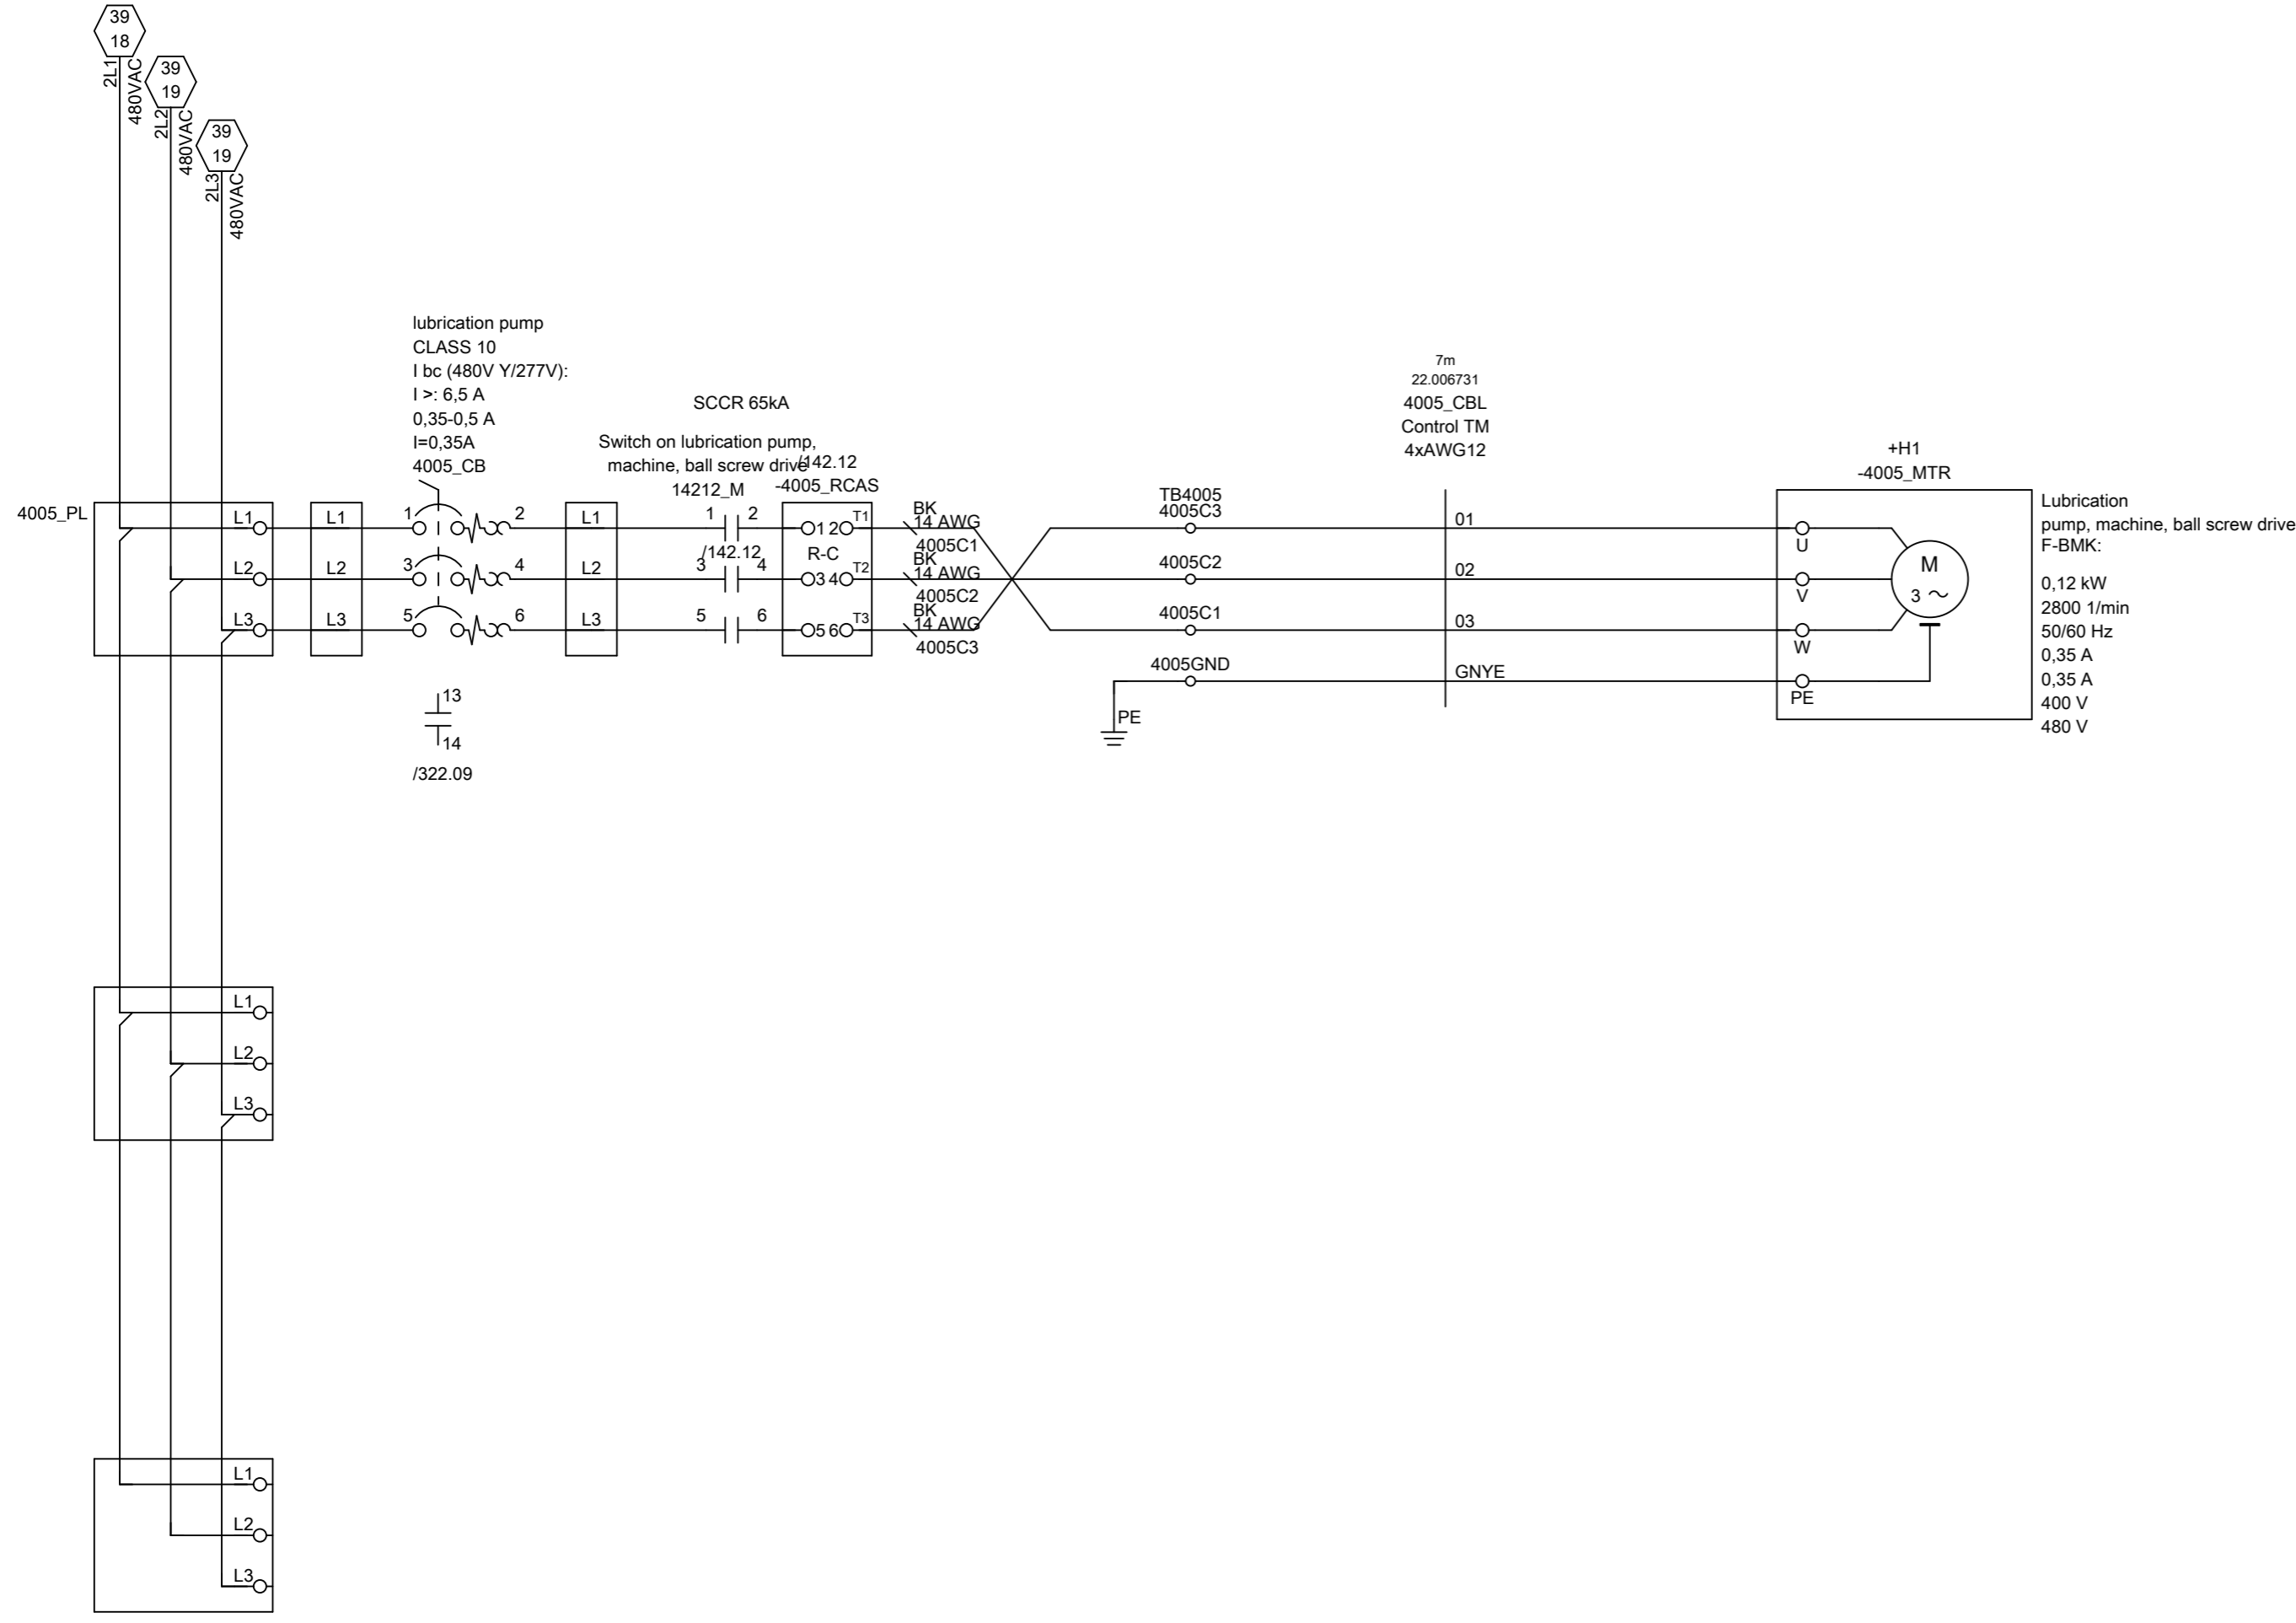 39
18
2L1
480VAC
39
19
2L2
480VAC
39
19
2L3
480VAC
lubrication pump
CLASS 10
I bc (480V Y/277V):
I >: 6,5 A
0,35-0,5 A
I=0,35A
4005_CB
SCCR 65kA
Switch on lubrication pump,
machine, ball screw drive
14212_M
/142.12
-4005_RCAS
7m
22.006731
4005_CBL
Control TM
4xAWG12
+H1
-4005_MTR
4005_PL
L1
L1
1
2
L1
1
2
1 2
T1
BK
14 AWG
4005C1
TB4005
4005C3
01
U
L2
L2
3
4
L2
/142.12
3
4
R-C
3 4
T2
BK
14 AWG
4005C2
4005C2
02
V
L3
L3
5
6
L3
5
6
5 6
T3
BK
14 AWG
4005C3
4005C1
03
W
4005GND
GNYE
PE
PE
M
3 ~
Lubrication
pump, machine, ball screw drive
F-BMK:
0,12 kW
2800 1/min
50/60 Hz
0,35 A
0,35 A
400 V
480 V
13
14
/322.09
L1
L2
L3
L1
L2
L3